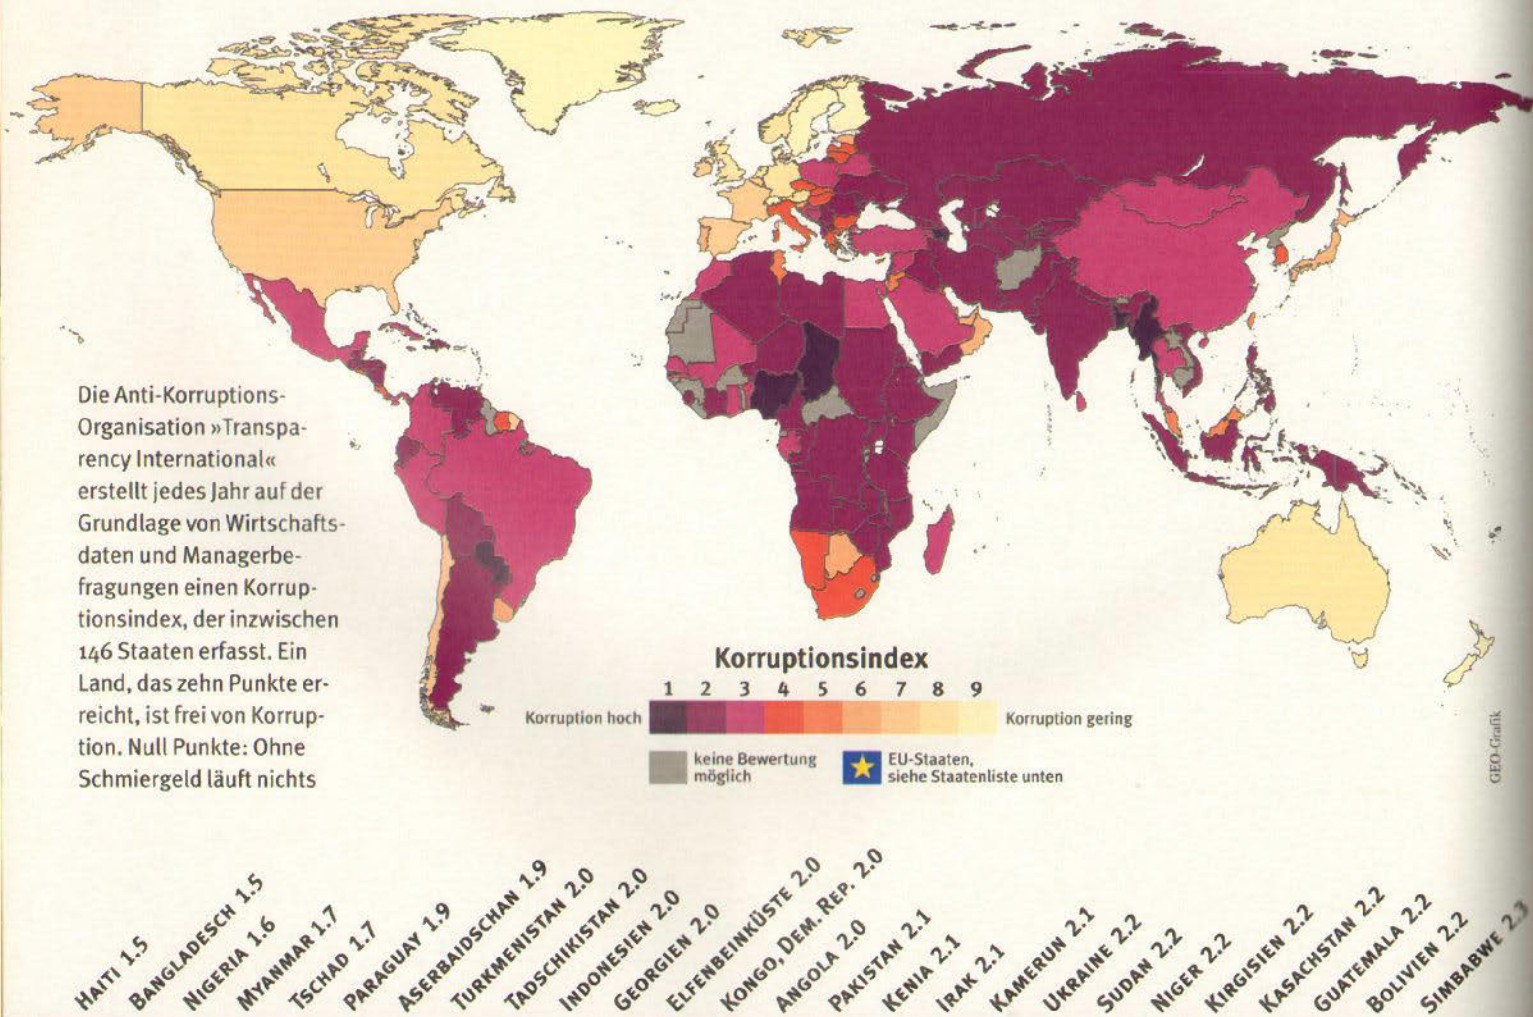 Die Anti-Korruptions-
Organisation »Transpa-
rency International«
erstellt jedes Jahr auf der
Grundlage von Wirtschafts-
daten und Managerbe-
fragungen einen Korrup-
tionsindex, der inzwischen
146 Staaten erfasst. Ein
Land, das zehn Punkte er-
reicht, ist frei von Korrup-
tion. Null Punkte: Ohne
Schmiergeld läuft nichts
Korruptionsindex
1 2 3 4 5 6 7 8 9
Korruption hoch
Korruption gering
keine Bewertung
möglich
EU-Staaten,
siehe Staatenliste unten
GEO-Grafik
HAITI 1.5
BANGLADESCH 1.5
NIGERIA 1.6
MYANMAR 1.7
TSCHAD 1.7
PARAGUAY 1.9
ASERBAIDSCHAN 1.9
TURKMENISTAN 2.0
TADSCHIKISTAN 2.0
INDONESIEN 2.0
GEORGIEN 2.0
ELFENBEINKÜSTE 2.0
KONGO, DEM. REP. 2.0
ANGOLA 2.0
PAKISTAN 2.1
KENIA 2.1
IRAK 2.1
KAMERUN 2.1
UKRAINE 2.2
SUDAN 2.2
NIGER 2.2
KIRGISIEN 2.2
KASACHSTAN 2.2
GUATEMALA 2.2
BOLIVIEN 2.2
SIMBABWE 2.3